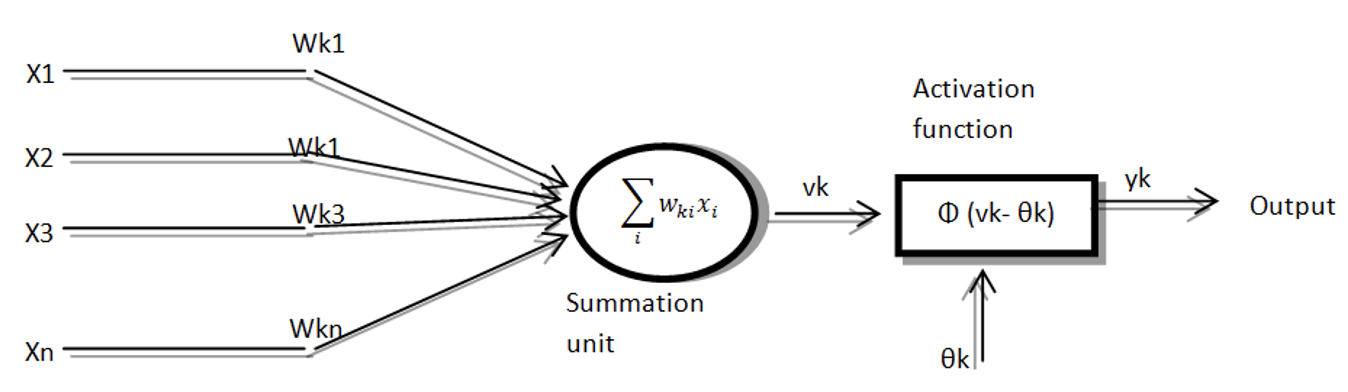 X1
Wk1
X2
Wk1
X3
Wk3
Xn
Wkn
∑ w_{ki} x_i
i
Summation
unit
vk
Activation
function
Φ (vk- θk)
θk
yk
Output